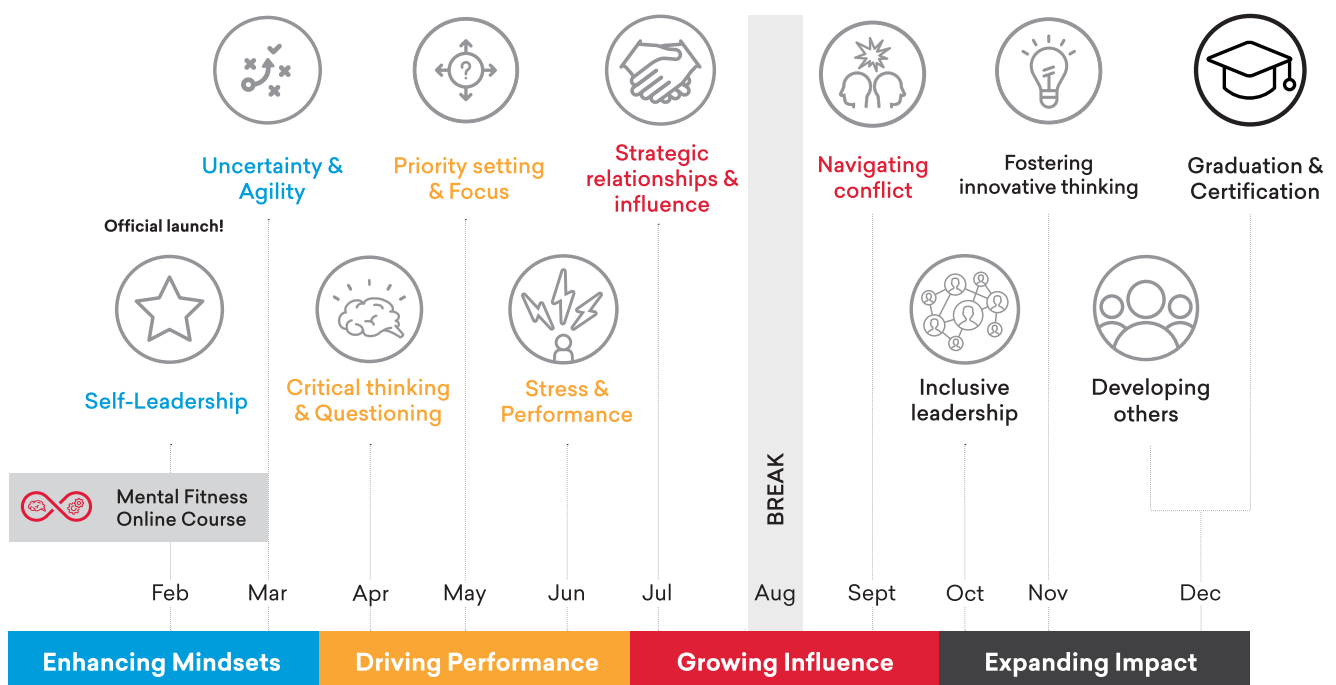 Uncertainty &
Agility
Priority setting
& Focus
Strategic
relationships &
influence
Navigating
conflict
Fostering
innovative thinking
Graduation &
Certification
Official launch!
?
Self-Leadership
Critical thinking
& Questioning
Stress &
Performance
Inclusive
leadership
Developing
others
Mental Fitness
Online Course
BREAK
Feb
Mar
Apr
May
Jun
Jul
Aug
Sept
Oct
Nov
Dec
Enhancing Mindsets
Driving Performance
Growing Influence
Expanding Impact